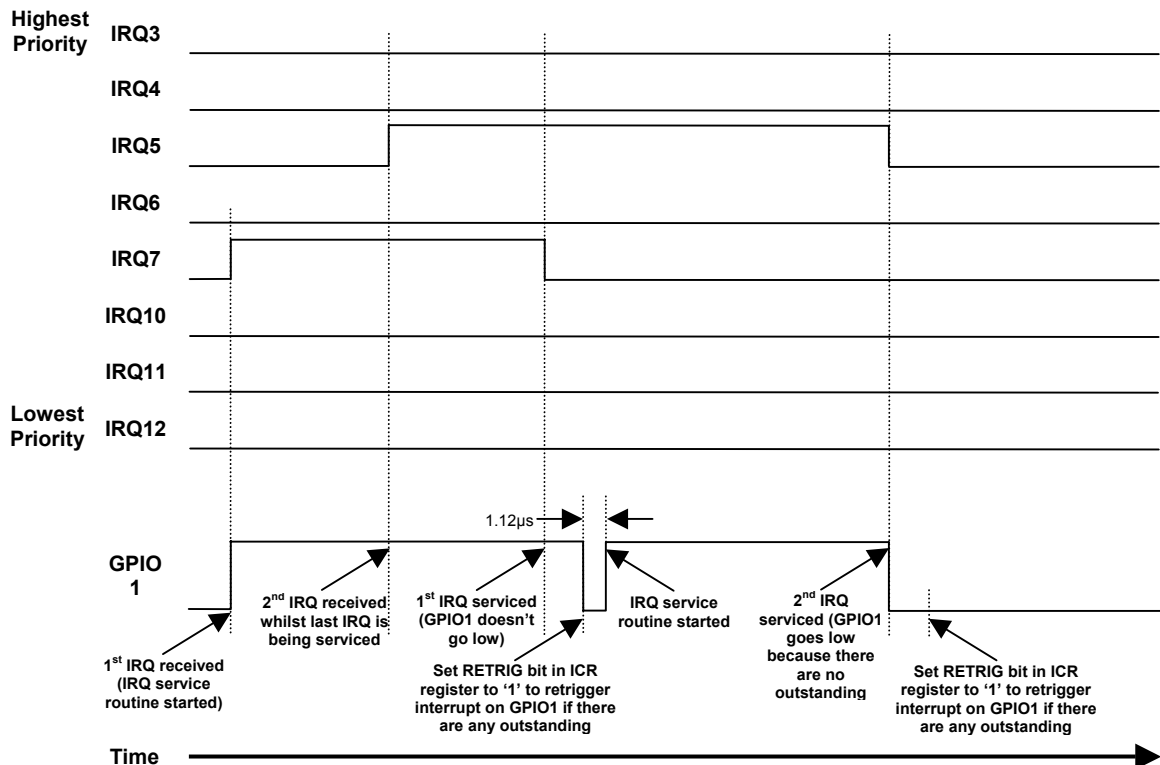 Highest
Priority
IRQ3
IRQ4
IRQ5
IRQ6
IRQ7
IRQ10
IRQ11
Lowest
Priority
IRQ12
1.12µs
GPIO
1
1st IRQ received
(IRQ service
routine started)
2nd IRQ received
whilst last IRQ is
being serviced
1st IRQ serviced
(GPIO1 doesn't
go low)
Set RETRIG bit in ICR
register to '1' to retrigger
interrupt on GPIO1 if there
are any outstanding
IRQ service
routine started
2nd IRQ
serviced (GPIO1
goes low
because there
are no
outstanding
Set RETRIG bit in ICR
register to '1' to retrigger
interrupt on GPIO1 if there
are any outstanding
Time